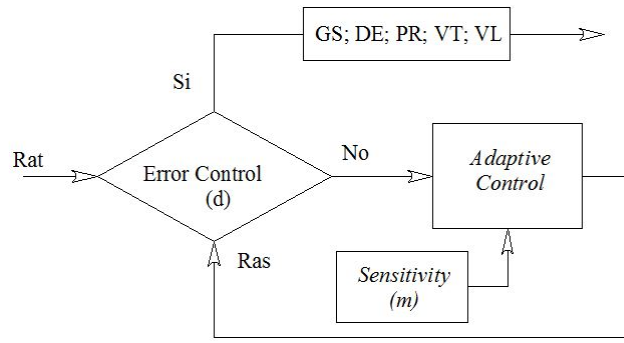 GS; DE; PR; VT; VL
Si
Rat
Error Control
(d)
No
Adaptive
Control
Ras
Sensitivity
(m)